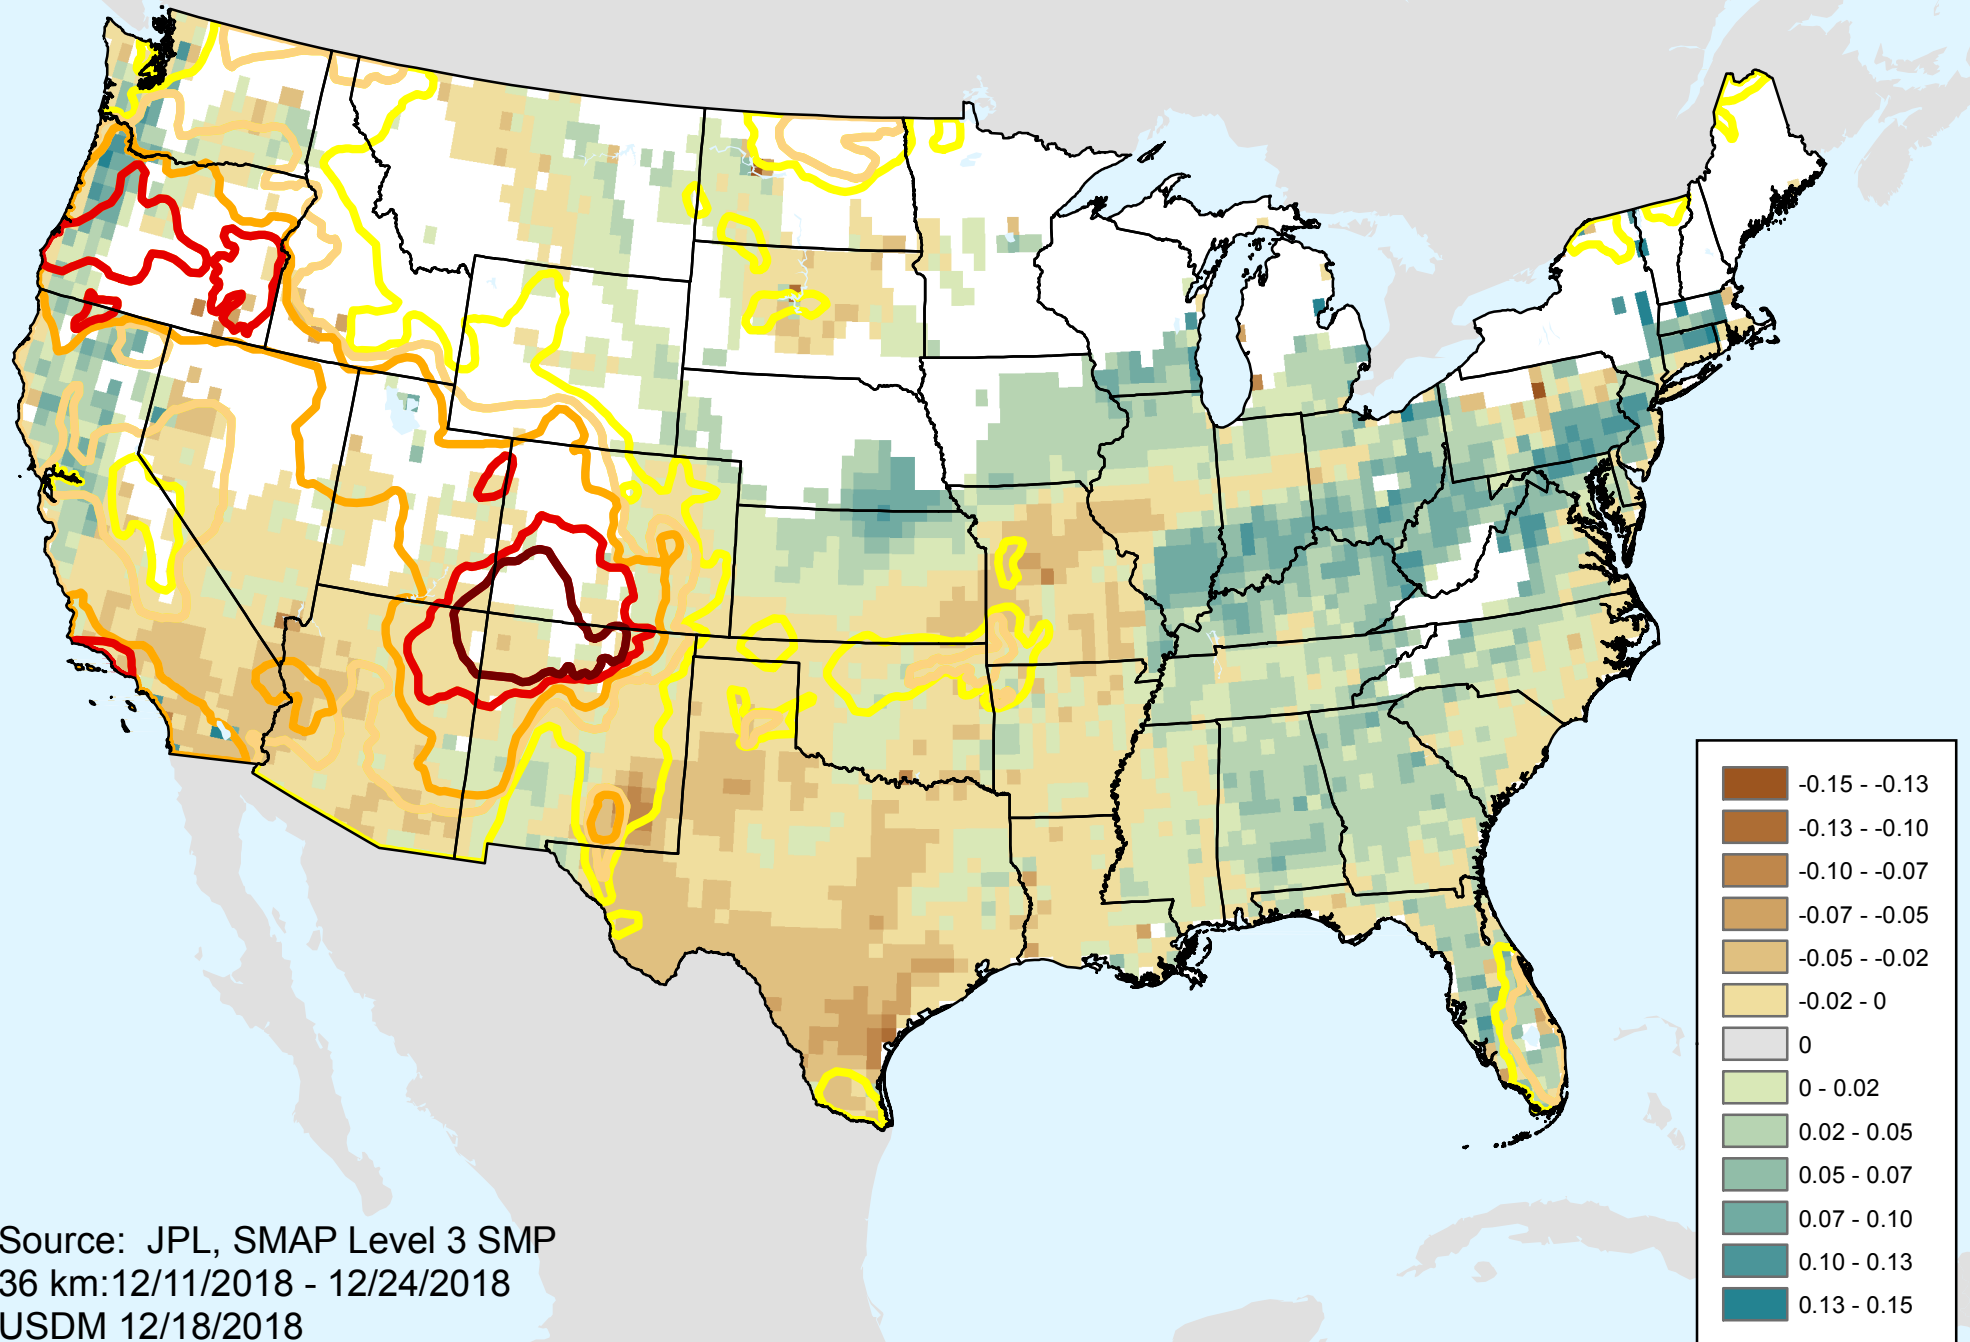 -0.15 - -0.13
-0.13 - -0.10
-0.10 - -0.07
-0.07 - -0.05
-0.05 - -0.02
-0.02 - 0
0
0 - 0.02
0.02 - 0.05
0.05 - 0.07
0.07 - 0.10
0.10 - 0.13
0.13 - 0.15
Source:  JPL, SMAP Level 3 SMP
36 km:12/11/2018 - 12/24/2018
USDM 12/18/2018